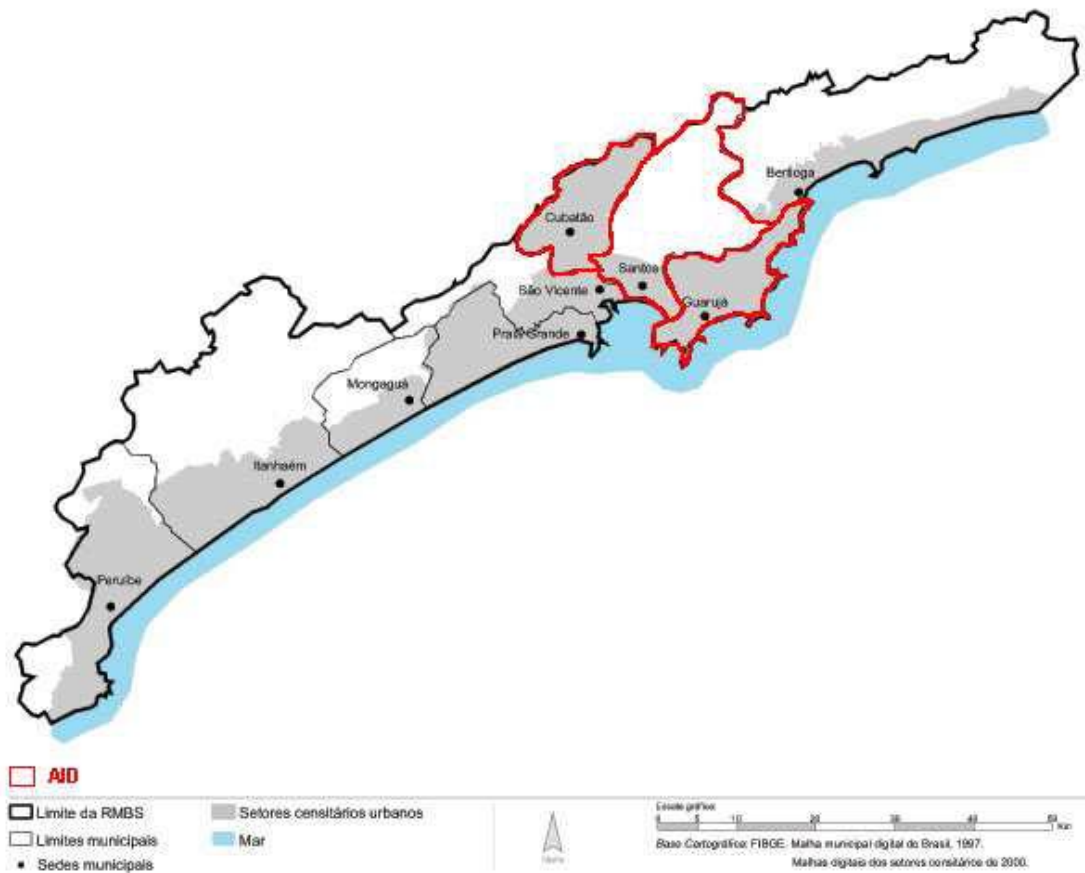 Bertioga
Cubatão
Santos
São Vicente
Guarujá
Praia Grande
Mongaguá
Itanhaém
Peruíbe
AID
Limite da RMBS
Setores censitários urbanos
Limites municipais
Mar
Sedes municipais
Norte
Escala gráfica
0 5 10 20 30 40 50
Km
Base Cartográfica: FIBGE. Malha municipal digital do Brasil, 1997.
Malhas digitais dos setores censitários de 2000.